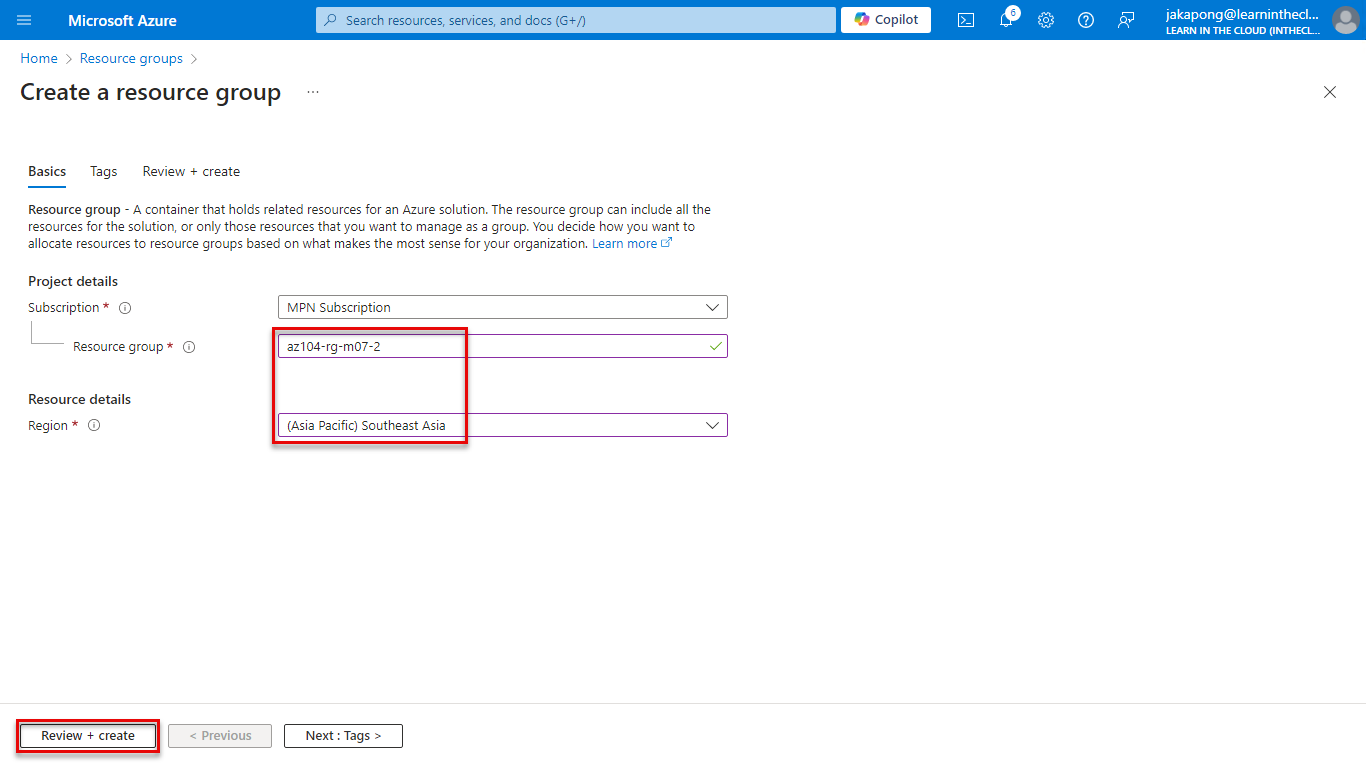 Microsoft Azure
Search resources, services, and docs (G+/)
Copilot
6
jakapong@learninthecl...
LEARN IN THE CLOUD (INTHECL...
Home > Resource groups >
Create a resource group ...
Basics Tags Review + create
Resource group - A container that holds related resources for an Azure solution. The resource group can include all the
resources for the solution, or only those resources that you want to manage as a group. You decide how you want to
allocate resources to resource groups based on what makes the most sense for your organization. Learn more
Project details
Subscription * MPN Subscription
Resource group * az104-rg-m07-2
Resource details
Region * (Asia Pacific) Southeast Asia
Review + create < Previous Next : Tags >